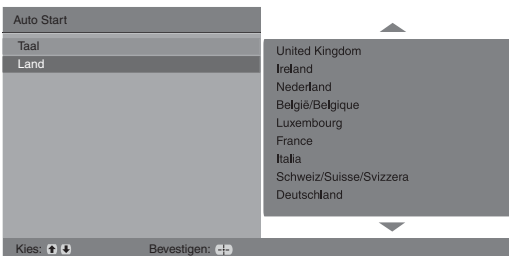 Auto Start
Taal
Land
United Kingdom
Ireland
Nederland
België/Belgique
Luxembourg
France
Italia
Schweiz/Suisse/Svizzera
Deutschland
Kies: Bevestigen: